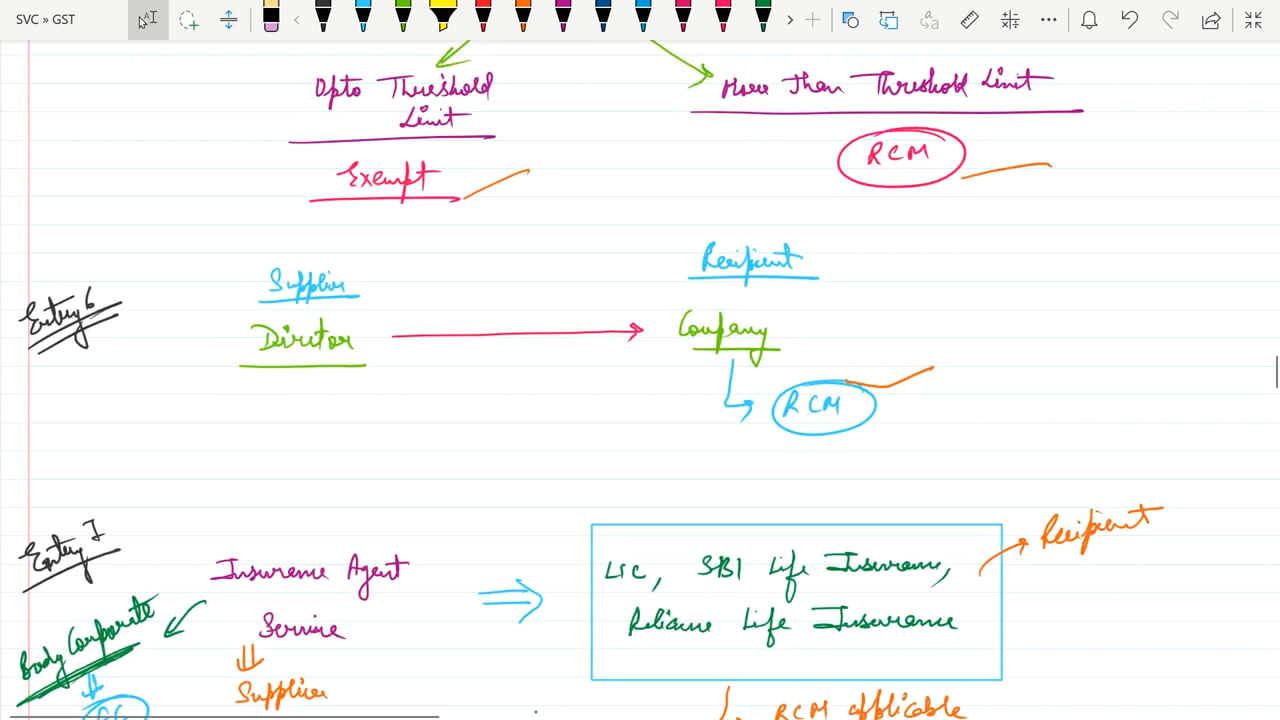 SVC » GST
Upto Threshold
Limit
More Than Threshold Limit
Exempt
RCM
Entry 6
Supplier
Recipient
Director
Company
RCM
Entry 7
Insurance Agent
Service
Body Corporate
Supplier
LIC, SBI Life Insurance,
Reliance Life Insurance
Recipient
RCM applicable